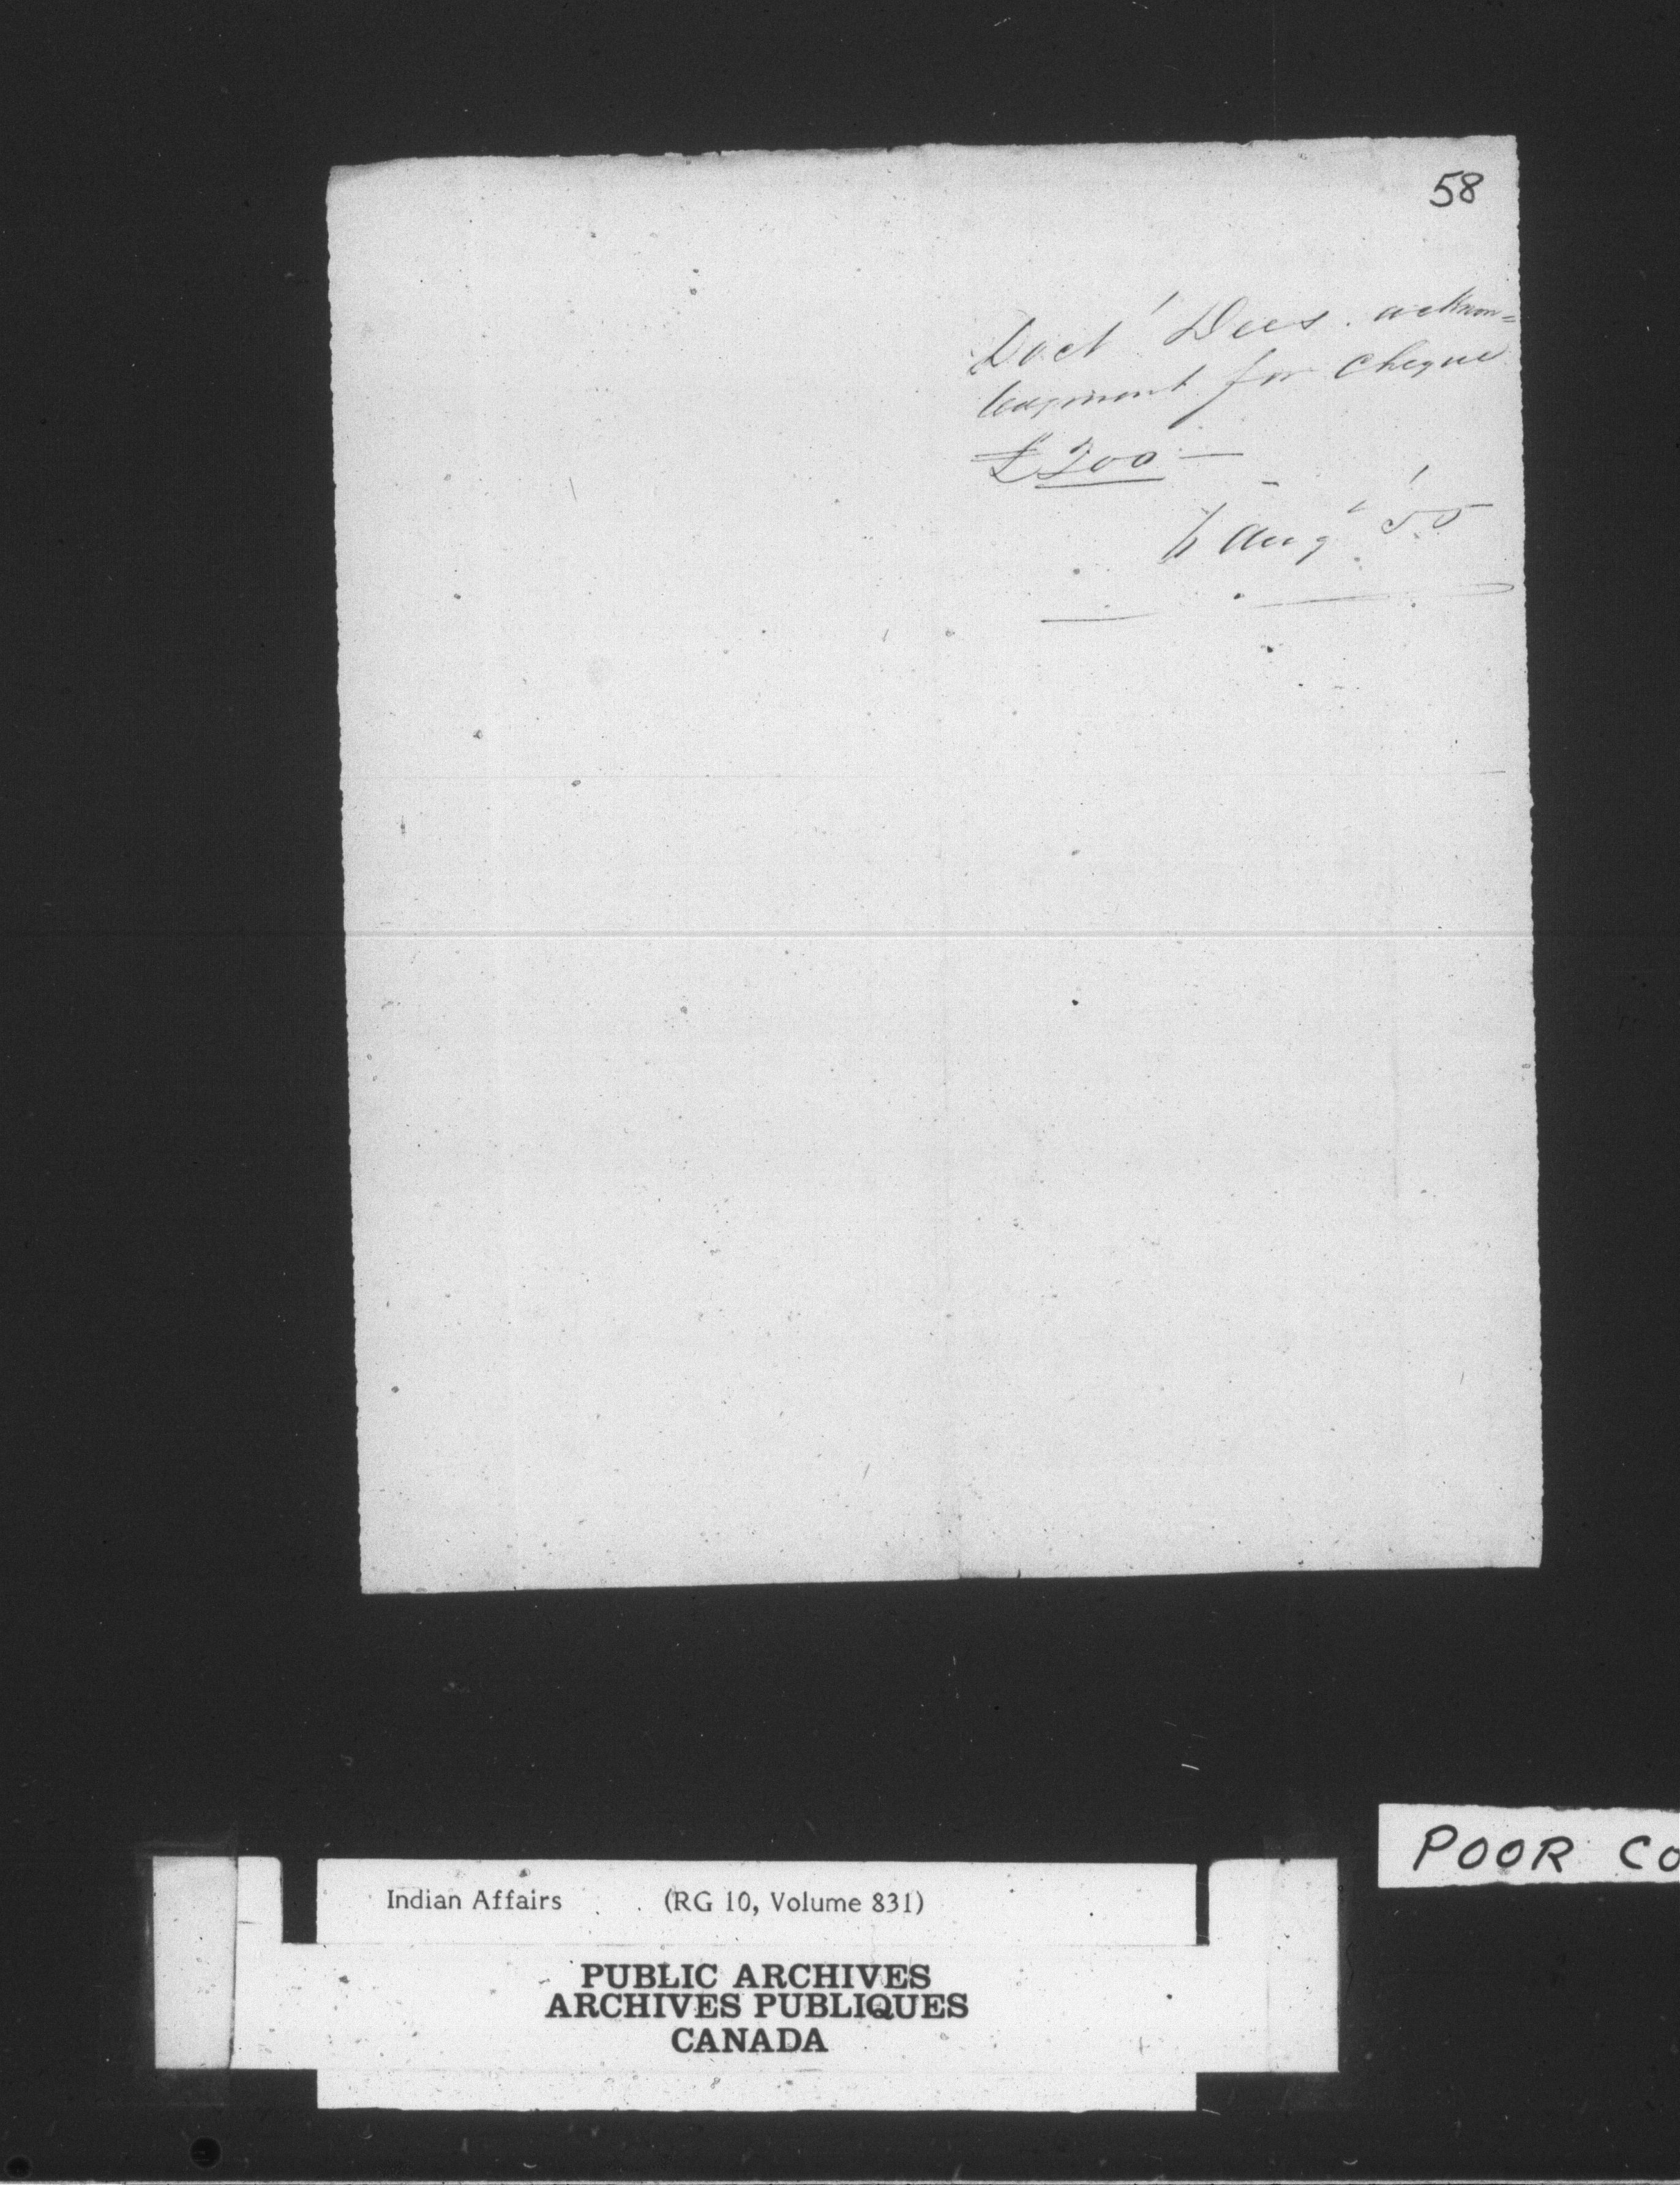 58
Doct' Dees. acknow=
ledgment for Cheque
£200 —
6 Aug' '55
POOR CO
Indian Affairs (RG 10, Volume 831)
PUBLIC ARCHIVES
ARCHIVES PUBLIQUES
CANADA